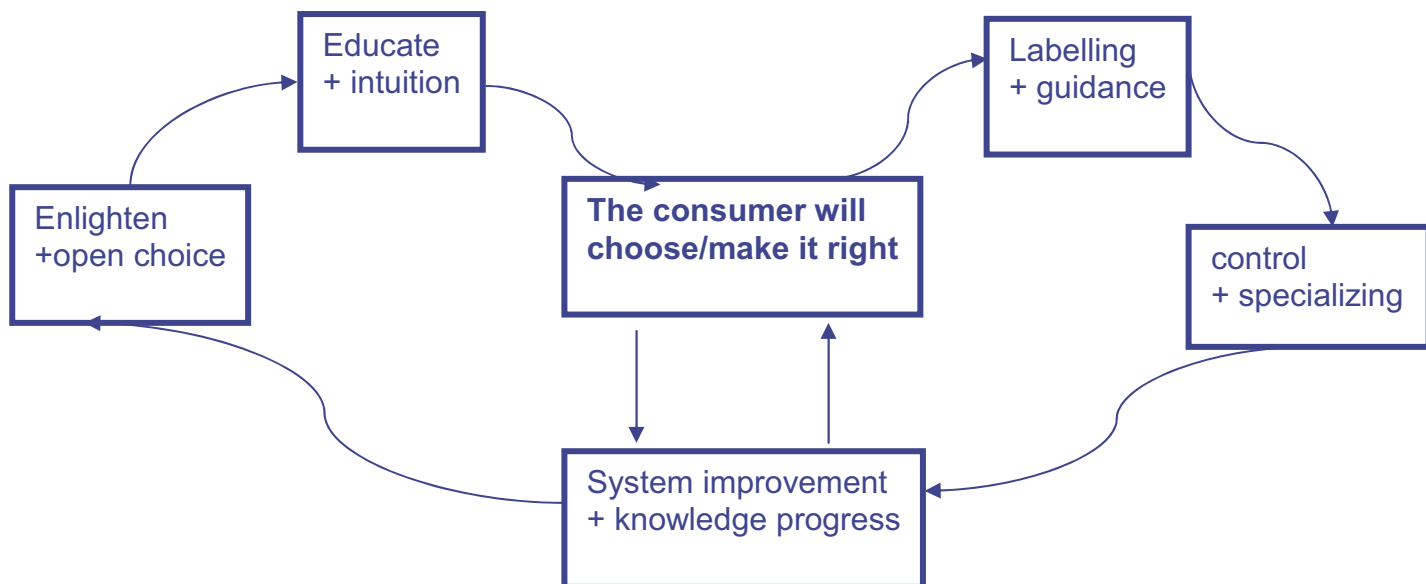 Educate
+ intuition
Labelling
+ guidance
Enlighten
+open choice
The consumer will
choose/make it right
control
+ specializing
System improvement
+ knowledge progress